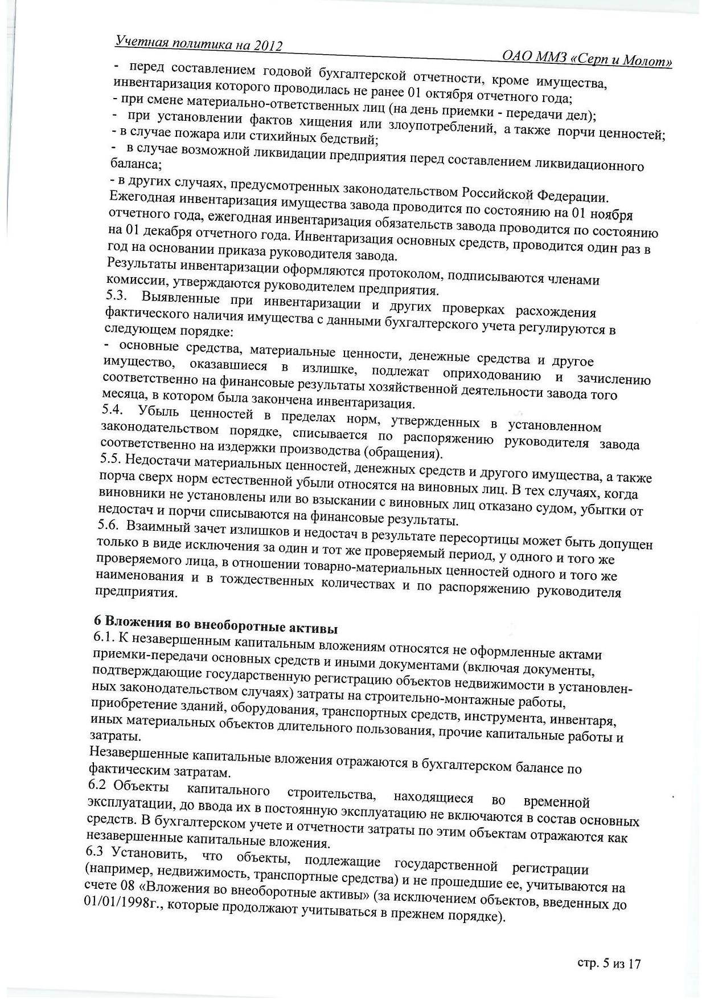 Учетная политика на 2012
ОАО ММЗ «Серп и Молот»
- перед составлением годовой бухгалтерской отчетности, кроме имущества,
инвентаризация которого проводилась не ранее 01 октября отчетного года;
- при смене материально-ответственных лиц (на день приемки - передачи дел);
- при установлении фактов хищения или злоупотреблений, а также порчи ценностей;
- в случае пожара или стихийных бедствий;
- в случае возможной ликвидации предприятия перед составлением ликвидационного
баланса;
- в других случаях, предусмотренных законодательством Российской Федерации.
Ежегодная инвентаризация имущества завода проводится по состоянию на 01 ноября
отчетного года, ежегодная инвентаризация обязательств завода проводится по состоянию
на 01 декабря отчетного года. Инвентаризация основных средств, проводится один раз в
год на основании приказа руководителя завода.
Результаты инвентаризации оформляются протоколом, подписываются членами
комиссии, утверждаются руководителем предприятия.
5.3. Выявленные при инвентаризации и других проверках расхождения
фактического наличия имущества с данными бухгалтерского учета регулируются в
следующем порядке:
- основные средства, материальные ценности, денежные средства и другое
имущество, оказавшиеся в излишке, подлежат оприходованию и зачислению
соответственно на финансовые результаты хозяйственной деятельности завода того
месяца, в котором была закончена инвентаризация.
5.4. Убыль ценностей в пределах норм, утвержденных в установленном
законодательством порядке, списывается по распоряжению руководителя завода
соответственно на издержки производства (обращения).
5.5. Недостачи материальных ценностей, денежных средств и другого имущества, а также
порча сверх норм естественной убыли относятся на виновных лиц. В тех случаях, когда
виновники не установлены или во взыскании с виновных лиц отказано судом, убытки от
недостач и порчи списываются на финансовые результаты.
5.6. Взаимный зачет излишков и недостач в результате пересортицы может быть допущен
только в виде исключения за один и тот же проверяемый период, у одного и того же
проверяемого лица, в отношении товарно-материальных ценностей одного и того же
наименования и в тождественных количествах и по распоряжению руководителя
предприятия.
6 Вложения во внеоборотные активы
6.1. К незавершенным капитальным вложениям относятся не оформленные актами
приемки-передачи основных средств и иными документами (включая документы,
подтверждающие государственную регистрацию объектов недвижимости в установлен-
ных законодательством случаях) затраты на строительно-монтажные работы,
приобретение зданий, оборудования, транспортных средств, инструмента, инвентаря,
иных материальных объектов длительного пользования, прочие капитальные работы и
затраты.
Незавершенные капитальные вложения отражаются в бухгалтерском балансе по
фактическим затратам.
6.2 Объекты капитального строительства, находящиеся во временной
эксплуатации, до ввода их в постоянную эксплуатацию не включаются в состав основных
средств. В бухгалтерском учете и отчетности затраты по этим объектам отражаются как
незавершенные капитальные вложения.
6.3 Установить, что объекты, подлежащие государственной регистрации
(например, недвижимость, транспортные средства) и не прошедшие ее, учитываются на
счете 08 «Вложения во внеоборотные активы» (за исключением объектов, введенных до
01/01/1998г., которые продолжают учитываться в прежнем порядке).
стр. 5 из 17